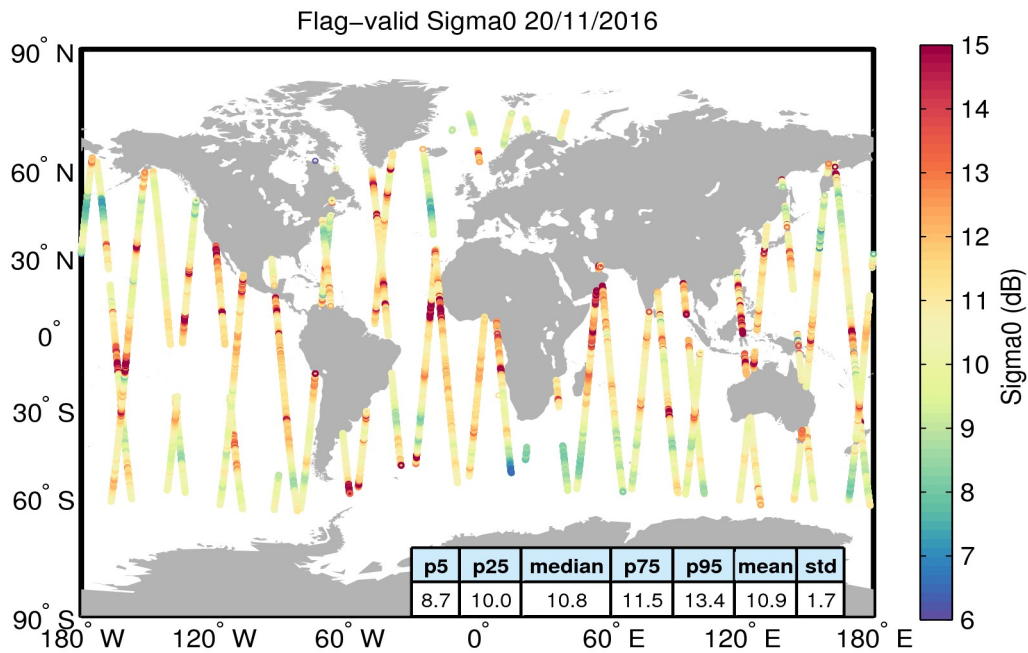 Flag−valid Sigma0 20/11/2016
90° N
60° N
30° N
0°
30° S
60° S
90° S
180° W
120° W
60° W
0° E
60° E
120° E
180° E
p5 p25 median p75 p95 mean std
8.7 10.0 10.8 11.5 13.4 10.9 1.7
15
14
13
12
11
10
9
8
7
6
Sigma0 (dB)